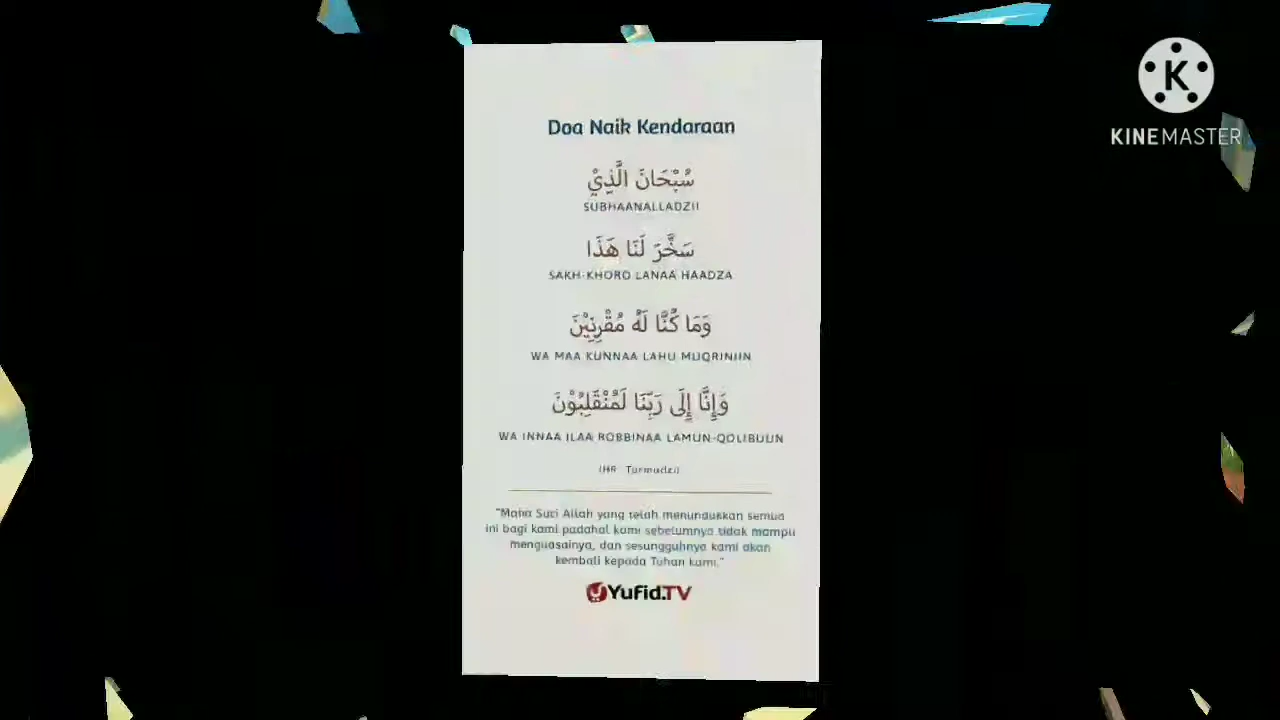 Doa Naik Kendaraan
سُبْحَانَ الَّذِيْ
SUBHAANALLADZII
سَخَّرَ لَنَا هَذَا
SAKH-KHORO LANAA HAADZA
وَمَا كُنَّا لَهُ مُقْرِنِيْنَ
WA MAA KUNNAA LAHU MUQRINIIN
وَإِنَّا إِلَى رَبِّنَا لَمُنْقَلِبُوْنَ
WA INNAA ILAA ROBBINAA LAMUN-QOLIBUUN
(HR. Turmudzi)
"Maha Suci Allah yang telah menundukkan semua
ini bagi kami padahal kami sebelumnya tidak mampu
menguasainya, dan sesungguhnya kami akan
kembali kepada Tuhan kami."
Yufid.TV
K
KINEMASTER